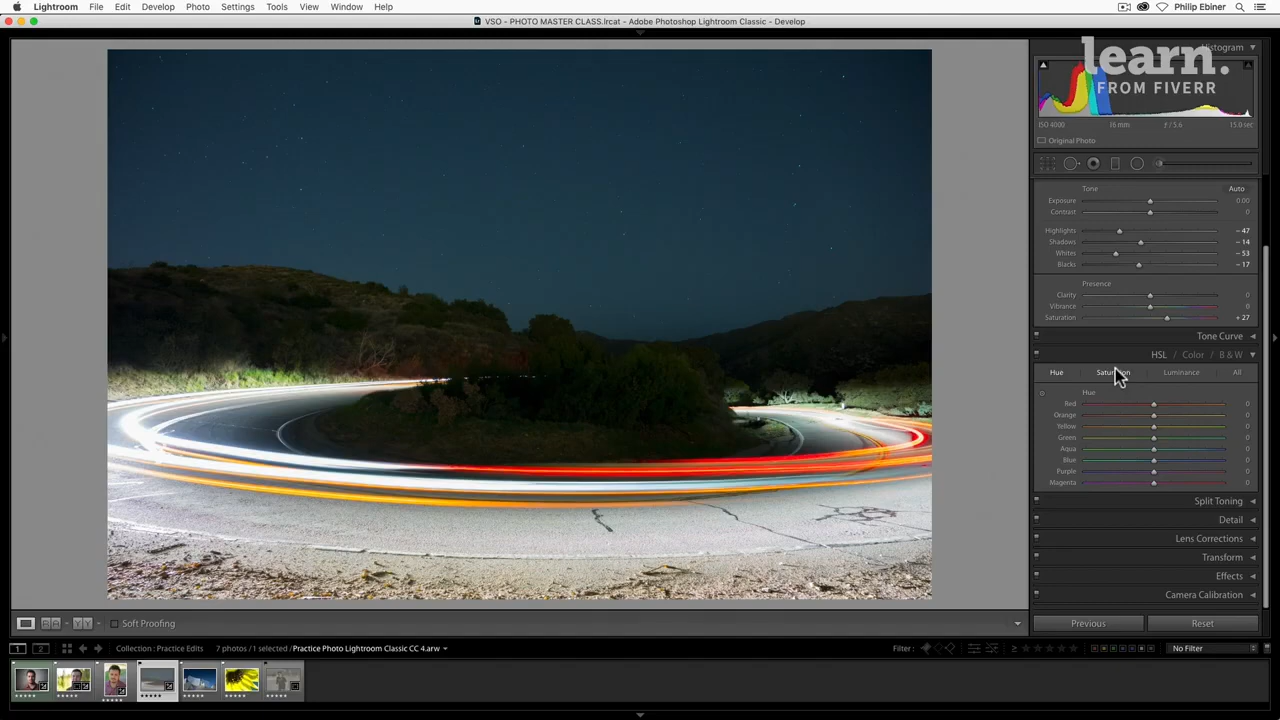 Lightroom File Edit Develop Photo Settings Tools View Window Help Philip Ebiner
VSO - PHOTO MASTER CLASS.lrcat - Adobe Photoshop Lightroom Classic - Develop
Histogram
learn.
FROM FIVERR
ISO 4000 16 mm ƒ / 5.6 15.0 sec
Original Photo
Tone Auto
Exposure 0.00
Contrast 0
Highlights - 47
Shadows - 14
Whites - 53
Blacks - 17
Presence
Clarity 0
Vibrance 0
Saturation + 27
Tone Curve
HSL / Color / B & W
Hue Saturation Luminance All
Hue
Red 0
Orange 0
Yellow 0
Green 0
Aqua 0
Blue 0
Purple 0
Magenta 0
Split Toning
Detail
Lens Corrections
Transform
Effects
Camera Calibration
Soft Proofing
Previous Reset
1 2 Collection : Practice Edits 7 photos / 1 selected / Practice Photo Lightroom Classic CC 4.arw Filter : No Filter